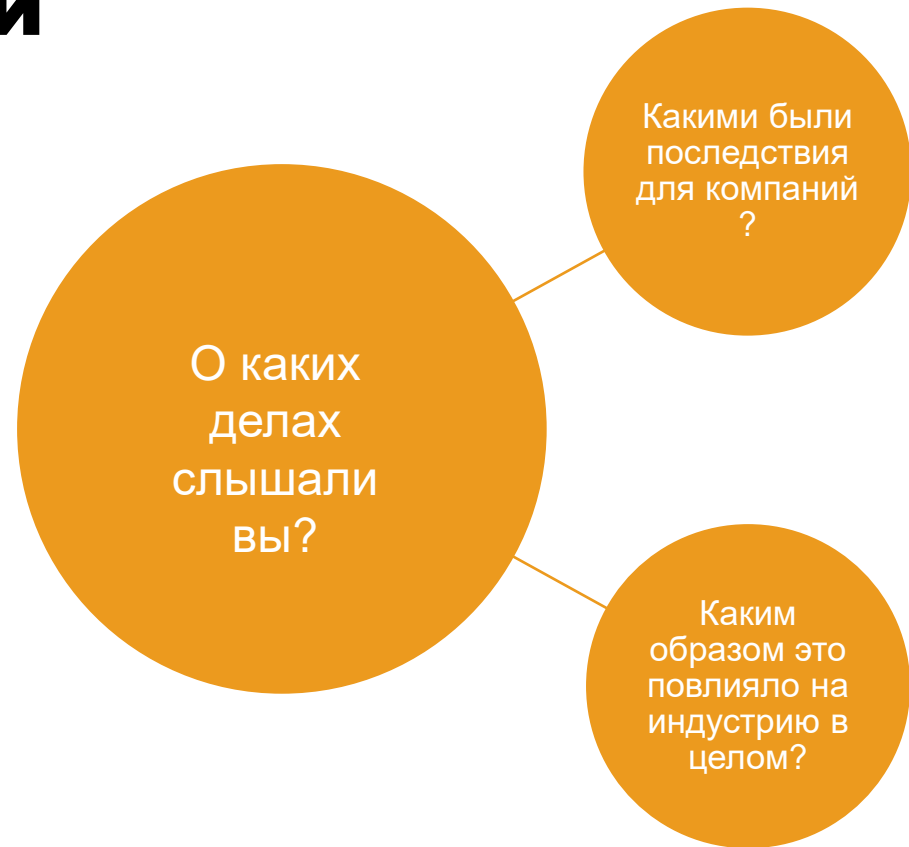 О каких
делах
слышали
вы?
Какими были
последствия
для компаний
?
Каким
образом это
повлияло на
индустрию в
целом?